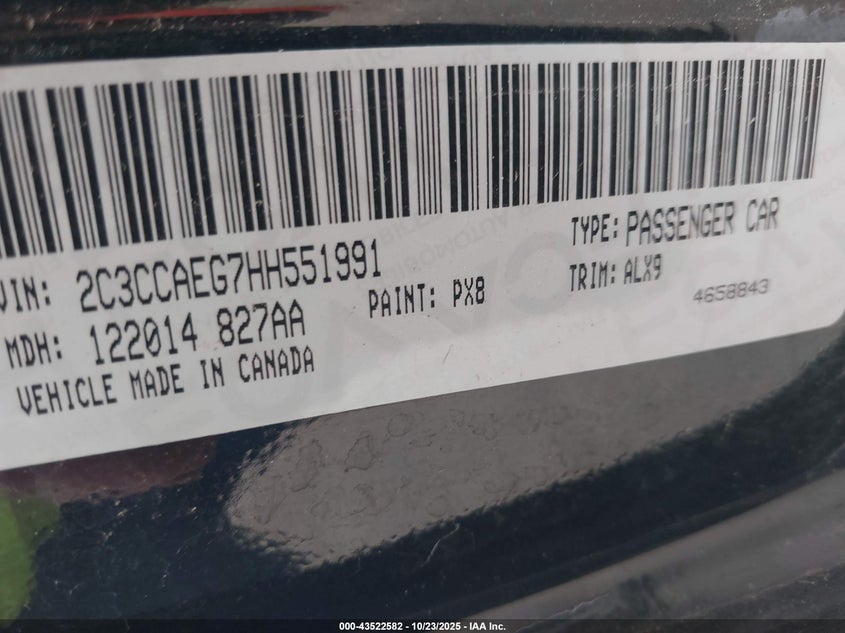 VIN: 2C3CCAEG7HH551991
TYPE: PASSENGER CAR
MDH: 122014 827AA
PAINT: PX8
TRIM: ALX9
VEHICLE MADE IN CANADA
4658843
000-43522582 - 10/23/2025 - IAA Inc.